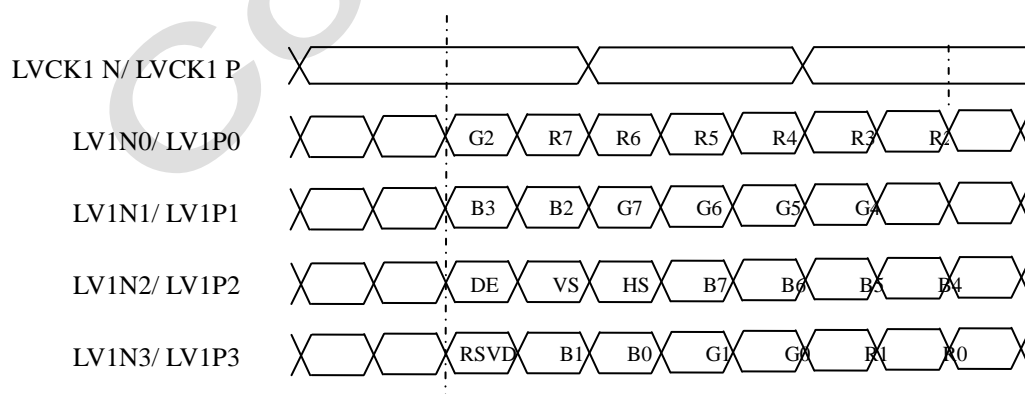 LVCK1 N/ LVCK1 P
LV1N0/ LV1P0 G2 R7 R6 R5 R4 R3 R2
LV1N1/ LV1P1 B3 B2 G7 G6 G5 G4
LV1N2/ LV1P2 DE VS HS B7 B6 B5 B4
LV1N3/ LV1P3 RSVD B1 B0 G1 G0 R1 R0